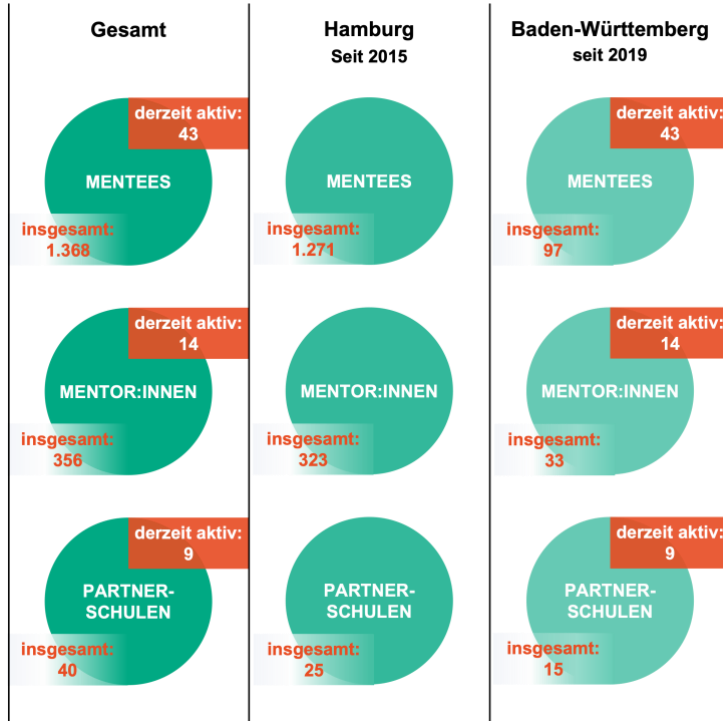 Gesamt
derzeit aktiv:
43
MENTEES
insgesamt:
1.368
derzeit aktiv:
14
MENTOR:INNEN
insgesamt:
356
derzeit aktiv:
9
PARTNER-
SCHULEN
insgesamt:
40
Hamburg
Seit 2015
MENTEES
insgesamt:
1.271
MENTOR:INNEN
insgesamt:
323
PARTNER-
SCHULEN
insgesamt:
25
Baden-Württemberg
seit 2019
derzeit aktiv:
43
MENTEES
insgesamt:
97
derzeit aktiv:
14
MENTOR:INNEN
insgesamt:
33
derzeit aktiv:
9
PARTNER-
SCHULEN
insgesamt:
15